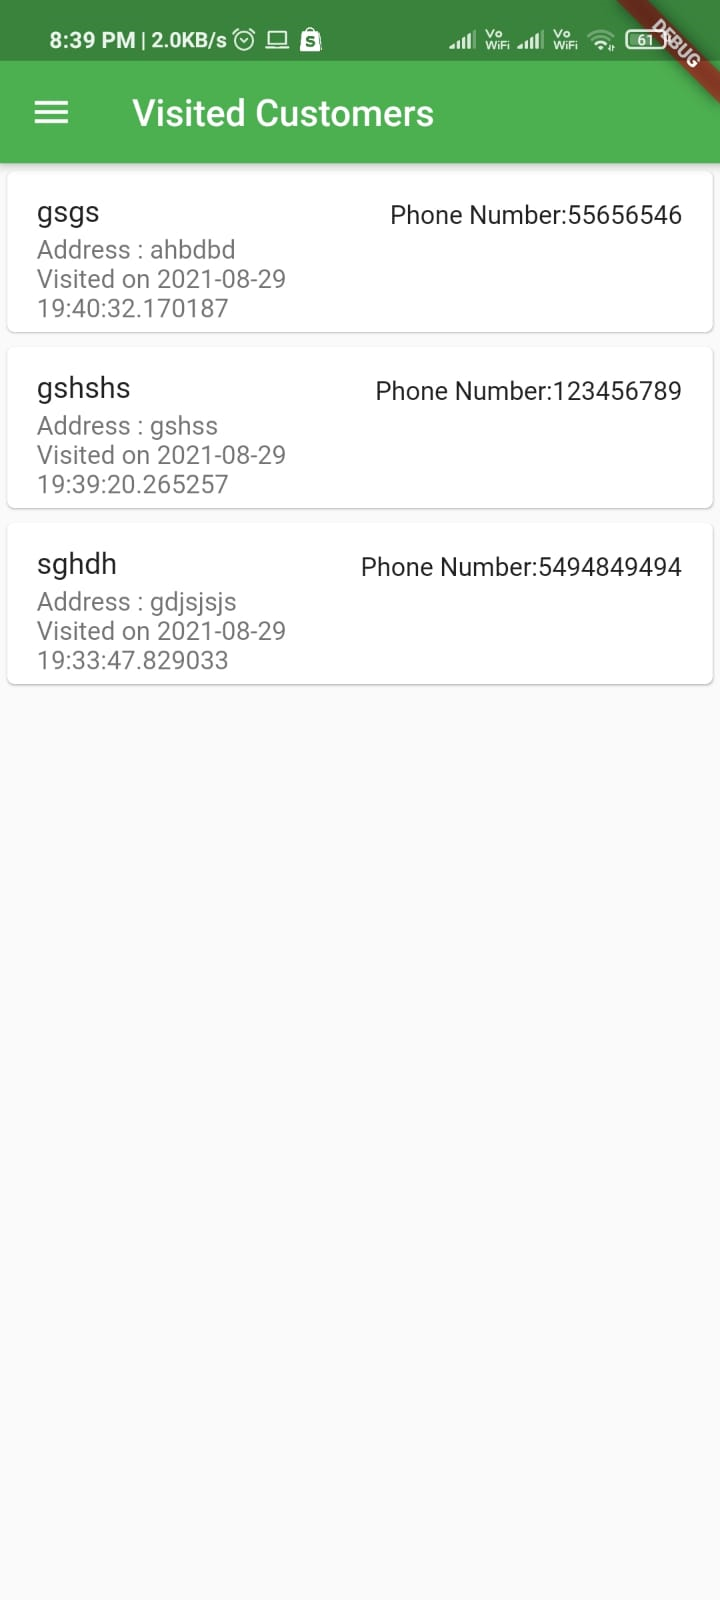 8:39 PM | 2.0KB/s S Vo WiFi Vo WiFi 61
DEBUG
Visited Customers
gsgs Phone Number:55656546
Address : ahbdbd
Visited on 2021-08-29
19:40:32.170187
gshshs Phone Number:123456789
Address : gshss
Visited on 2021-08-29
19:39:20.265257
sghdh Phone Number:5494849494
Address : gdjsjsjs
Visited on 2021-08-29
19:33:47.829033